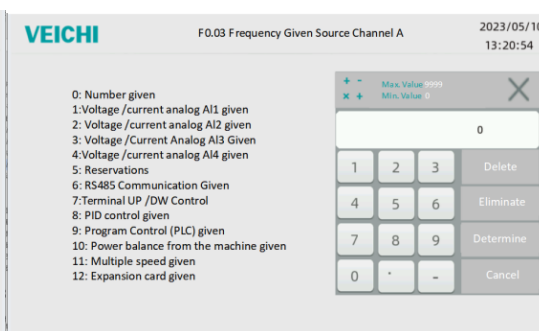 VEICHI
F0.03 Frequency Given Source Channel A
2023/05/10
13:20:54
0: Number given
1:Voltage /current analog AI1 given
2: Voltage /current analog AI2 given
3: Voltage /Current Analog AI3 Given
4:Voltage /current analog AI4 given
5: Reservations
6: RS485 Communication Given
7:Terminal UP /DW Control
8: PID control given
9: Program Control (PLC) given
10: Power balance from the machine given
11: Multiple speed given
12: Expansion card given
+ - Max. Value 9999
× + Min. Value 0
0
1 2 3 Delete
4 5 6 Eliminate
7 8 9 Determine
0 . - Cancel